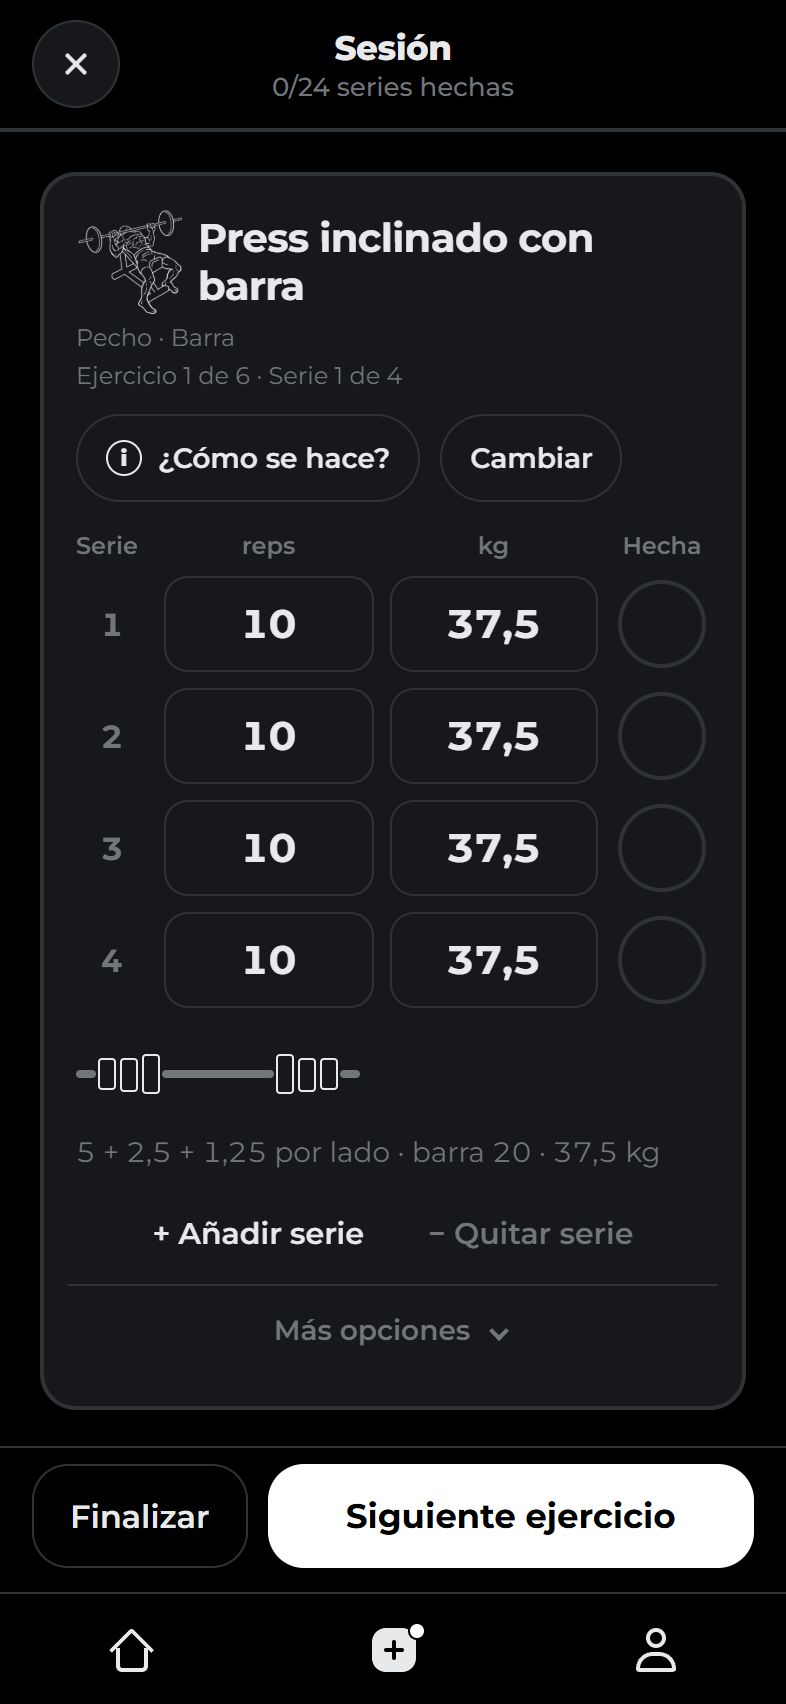 Sesión
0/24 series hechas
Press inclinado con
barra
Pecho · Barra
Ejercicio 1 de 6 · Serie 1 de 4
¿Cómo se hace?
Cambiar
Serie reps kg Hecha
1 10 37,5
2 10 37,5
3 10 37,5
4 10 37,5
5 + 2,5 + 1,25 por lado · barra 20 · 37,5 kg
+ Añadir serie
− Quitar serie
Más opciones
Finalizar
Siguiente ejercicio